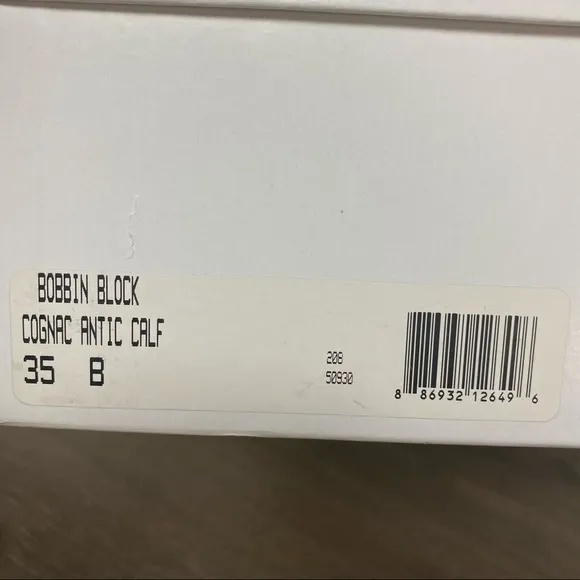 BOBBIN BLOCK
COGNAC ANTIC CALF
35 B
208
50930
8 86932 12649 6